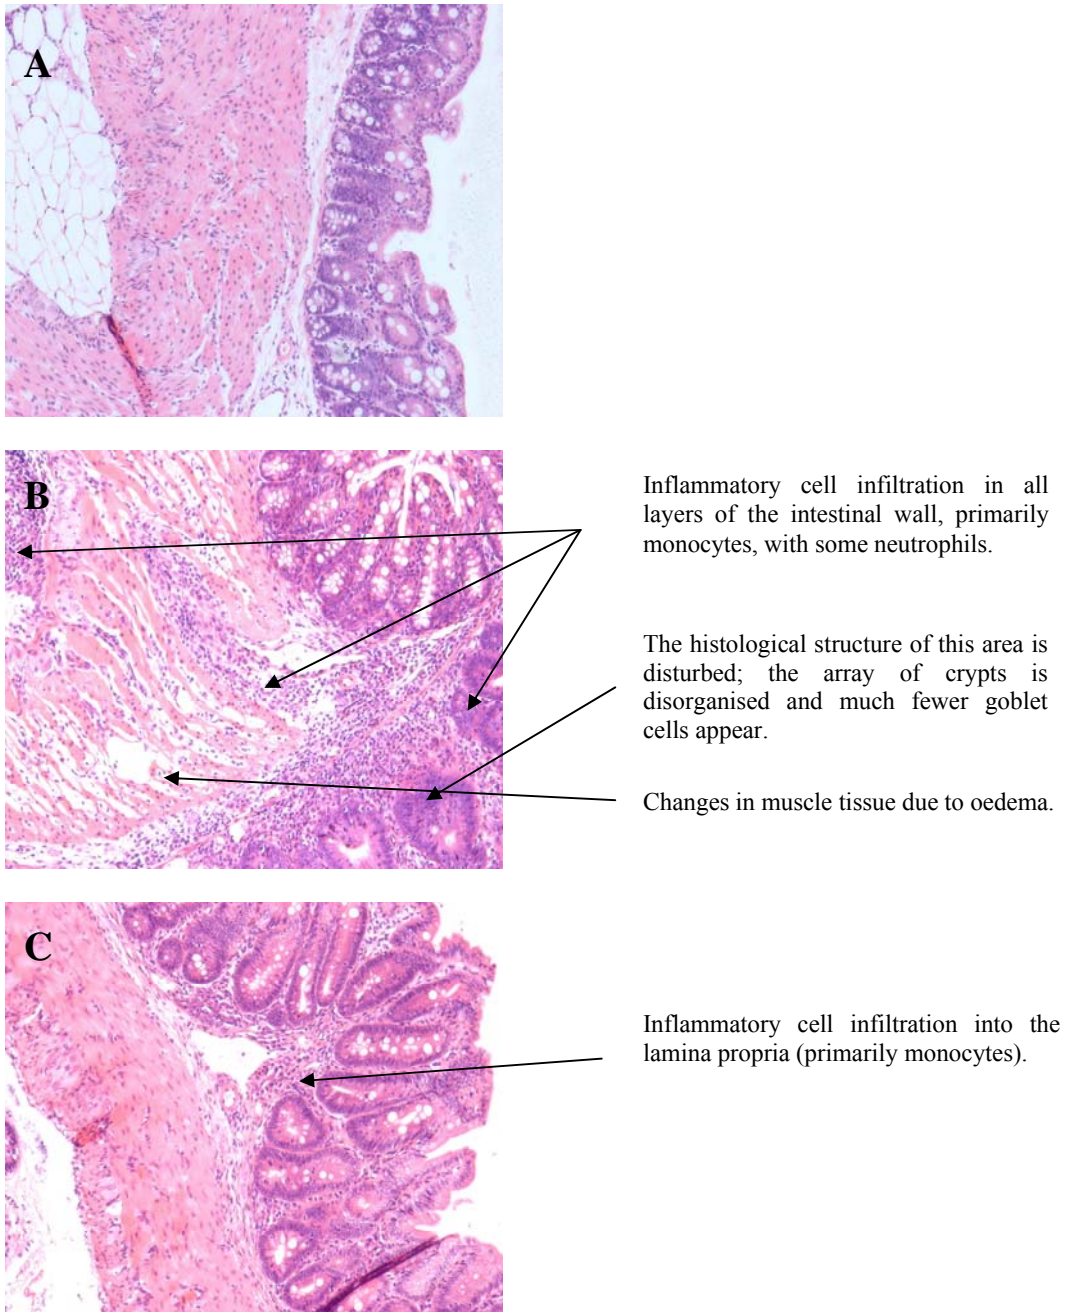 A
B
Inflammatory cell infiltration in all
layers of the intestinal wall, primarily
monocytes, with some neutrophils.
The histological structure of this area is
disturbed; the array of crypts is
disorganised and much fewer goblet
cells appear.
Changes in muscle tissue due to oedema.
C
Inflammatory cell infiltration into the
lamina propria (primarily monocytes).